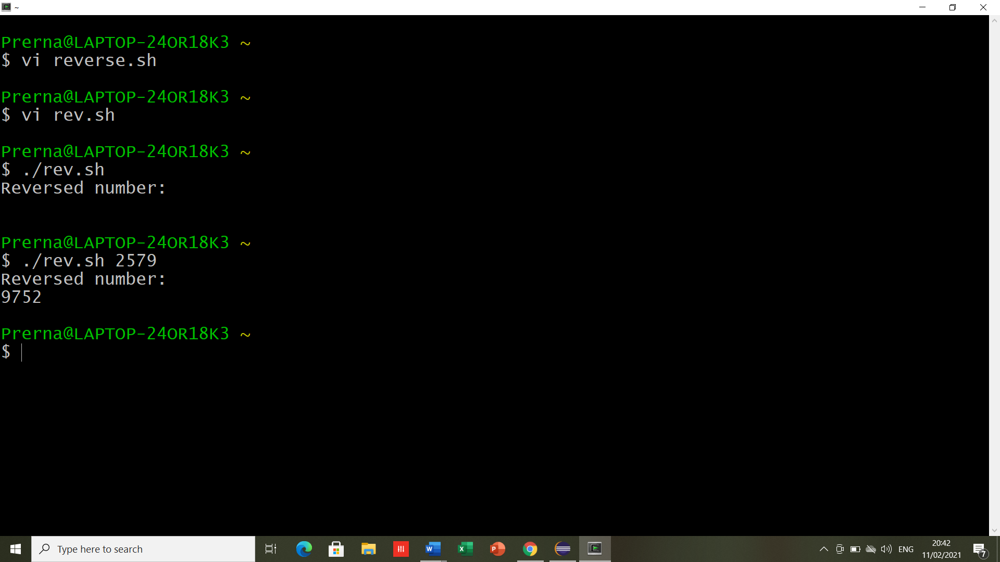 ~
Prerna@LAPTOP-24OR18K3 ~
$ vi reverse.sh
Prerna@LAPTOP-24OR18K3 ~
$ vi rev.sh
Prerna@LAPTOP-24OR18K3 ~
$ ./rev.sh
Reversed number:
Prerna@LAPTOP-24OR18K3 ~
$ ./rev.sh 2579
Reversed number:
9752
Prerna@LAPTOP-24OR18K3 ~
$
Type here to search
W
X
P
ENG
20:42
11/02/2021
7